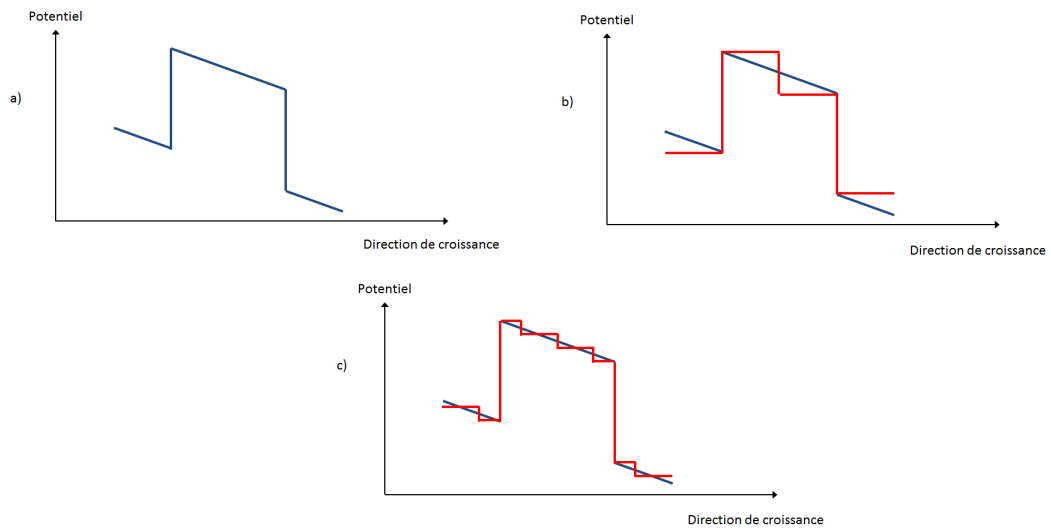 Potentiel
a)
Direction de croissance
Potentiel
b)
Direction de croissance
Potentiel
c)
Direction de croissance